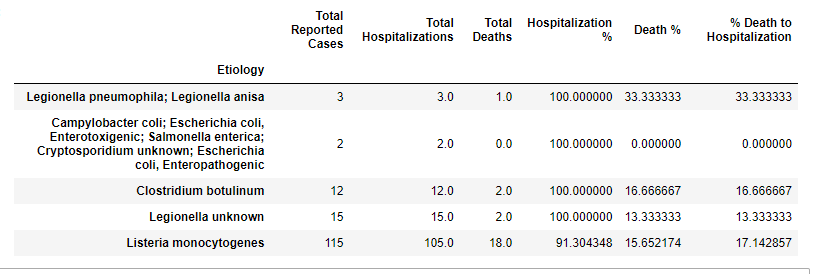 Total Reported Cases Total Hospitalizations Total Deaths Hospitalization % Death % % Death to Hospitalization
Etiology
Legionella pneumophila; Legionella anisa 3 3.0 1.0 100.000000 33.333333 33.333333
Campylobacter coli; Escherichia coli, Enterotoxigenic; Salmonella enterica; Cryptosporidium unknown; Escherichia coli, Enteropathogenic 2 2.0 0.0 100.000000 0.000000 0.000000
Clostridium botulinum 12 12.0 2.0 100.000000 16.666667 16.666667
Legionella unknown 15 15.0 2.0 100.000000 13.333333 13.333333
Listeria monocytogenes 115 105.0 18.0 91.304348 15.652174 17.142857